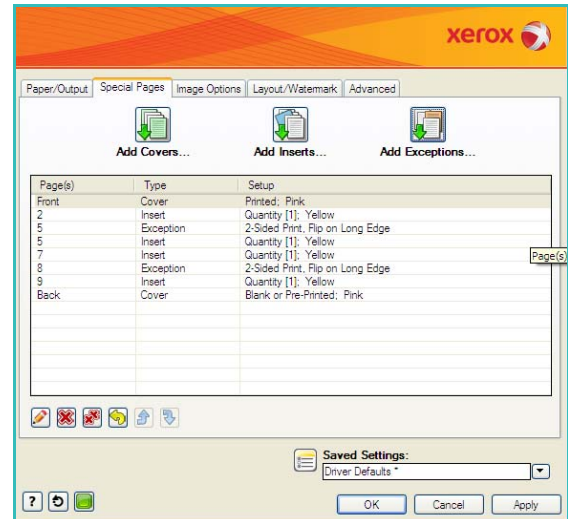 xerox
Paper/Output Special Pages Image Options Layout/Watermark Advanced
Add Covers... Add Inserts... Add Exceptions...
Page(s) Type Setup
Front Cover Printed; Pink
2 Insert Quantity [1]; Yellow
5 Exception 2-Sided Print, Flip on Long Edge
5 Insert Quantity [1]; Yellow
7 Insert Quantity [1]; Yellow
Page(s)
8 Exception 2-Sided Print, Flip on Long Edge
9 Insert Quantity [1]; Yellow
Back Cover Blank or Pre-Printed; Pink
Saved Settings:
Driver Defaults *
? OK Cancel Apply